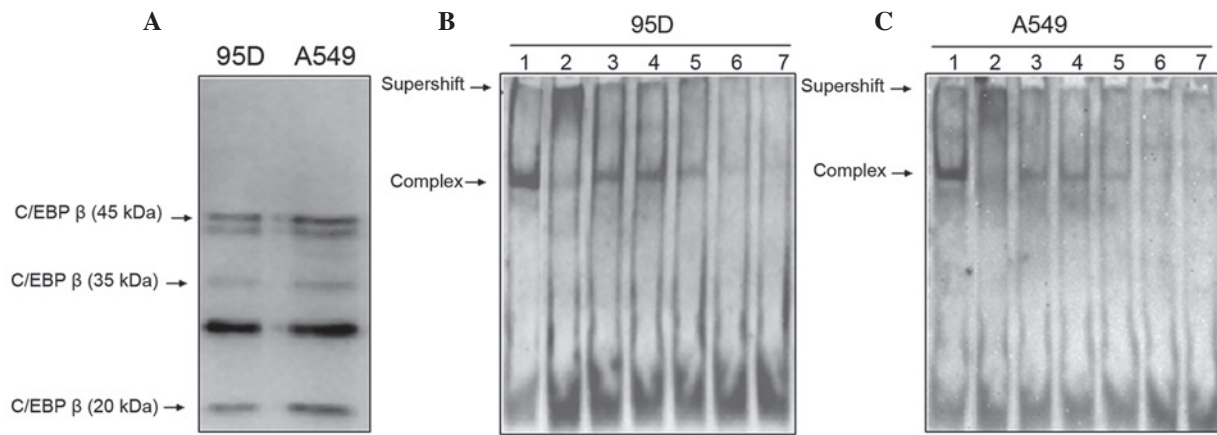 A
95D A549
C/EBP β (45 kDa)
C/EBP β (35 kDa)
C/EBP β (20 kDa)
B
95D
1 2 3 4 5 6 7
Supershift
Complex
C
A549
1 2 3 4 5 6 7
Supershift
Complex